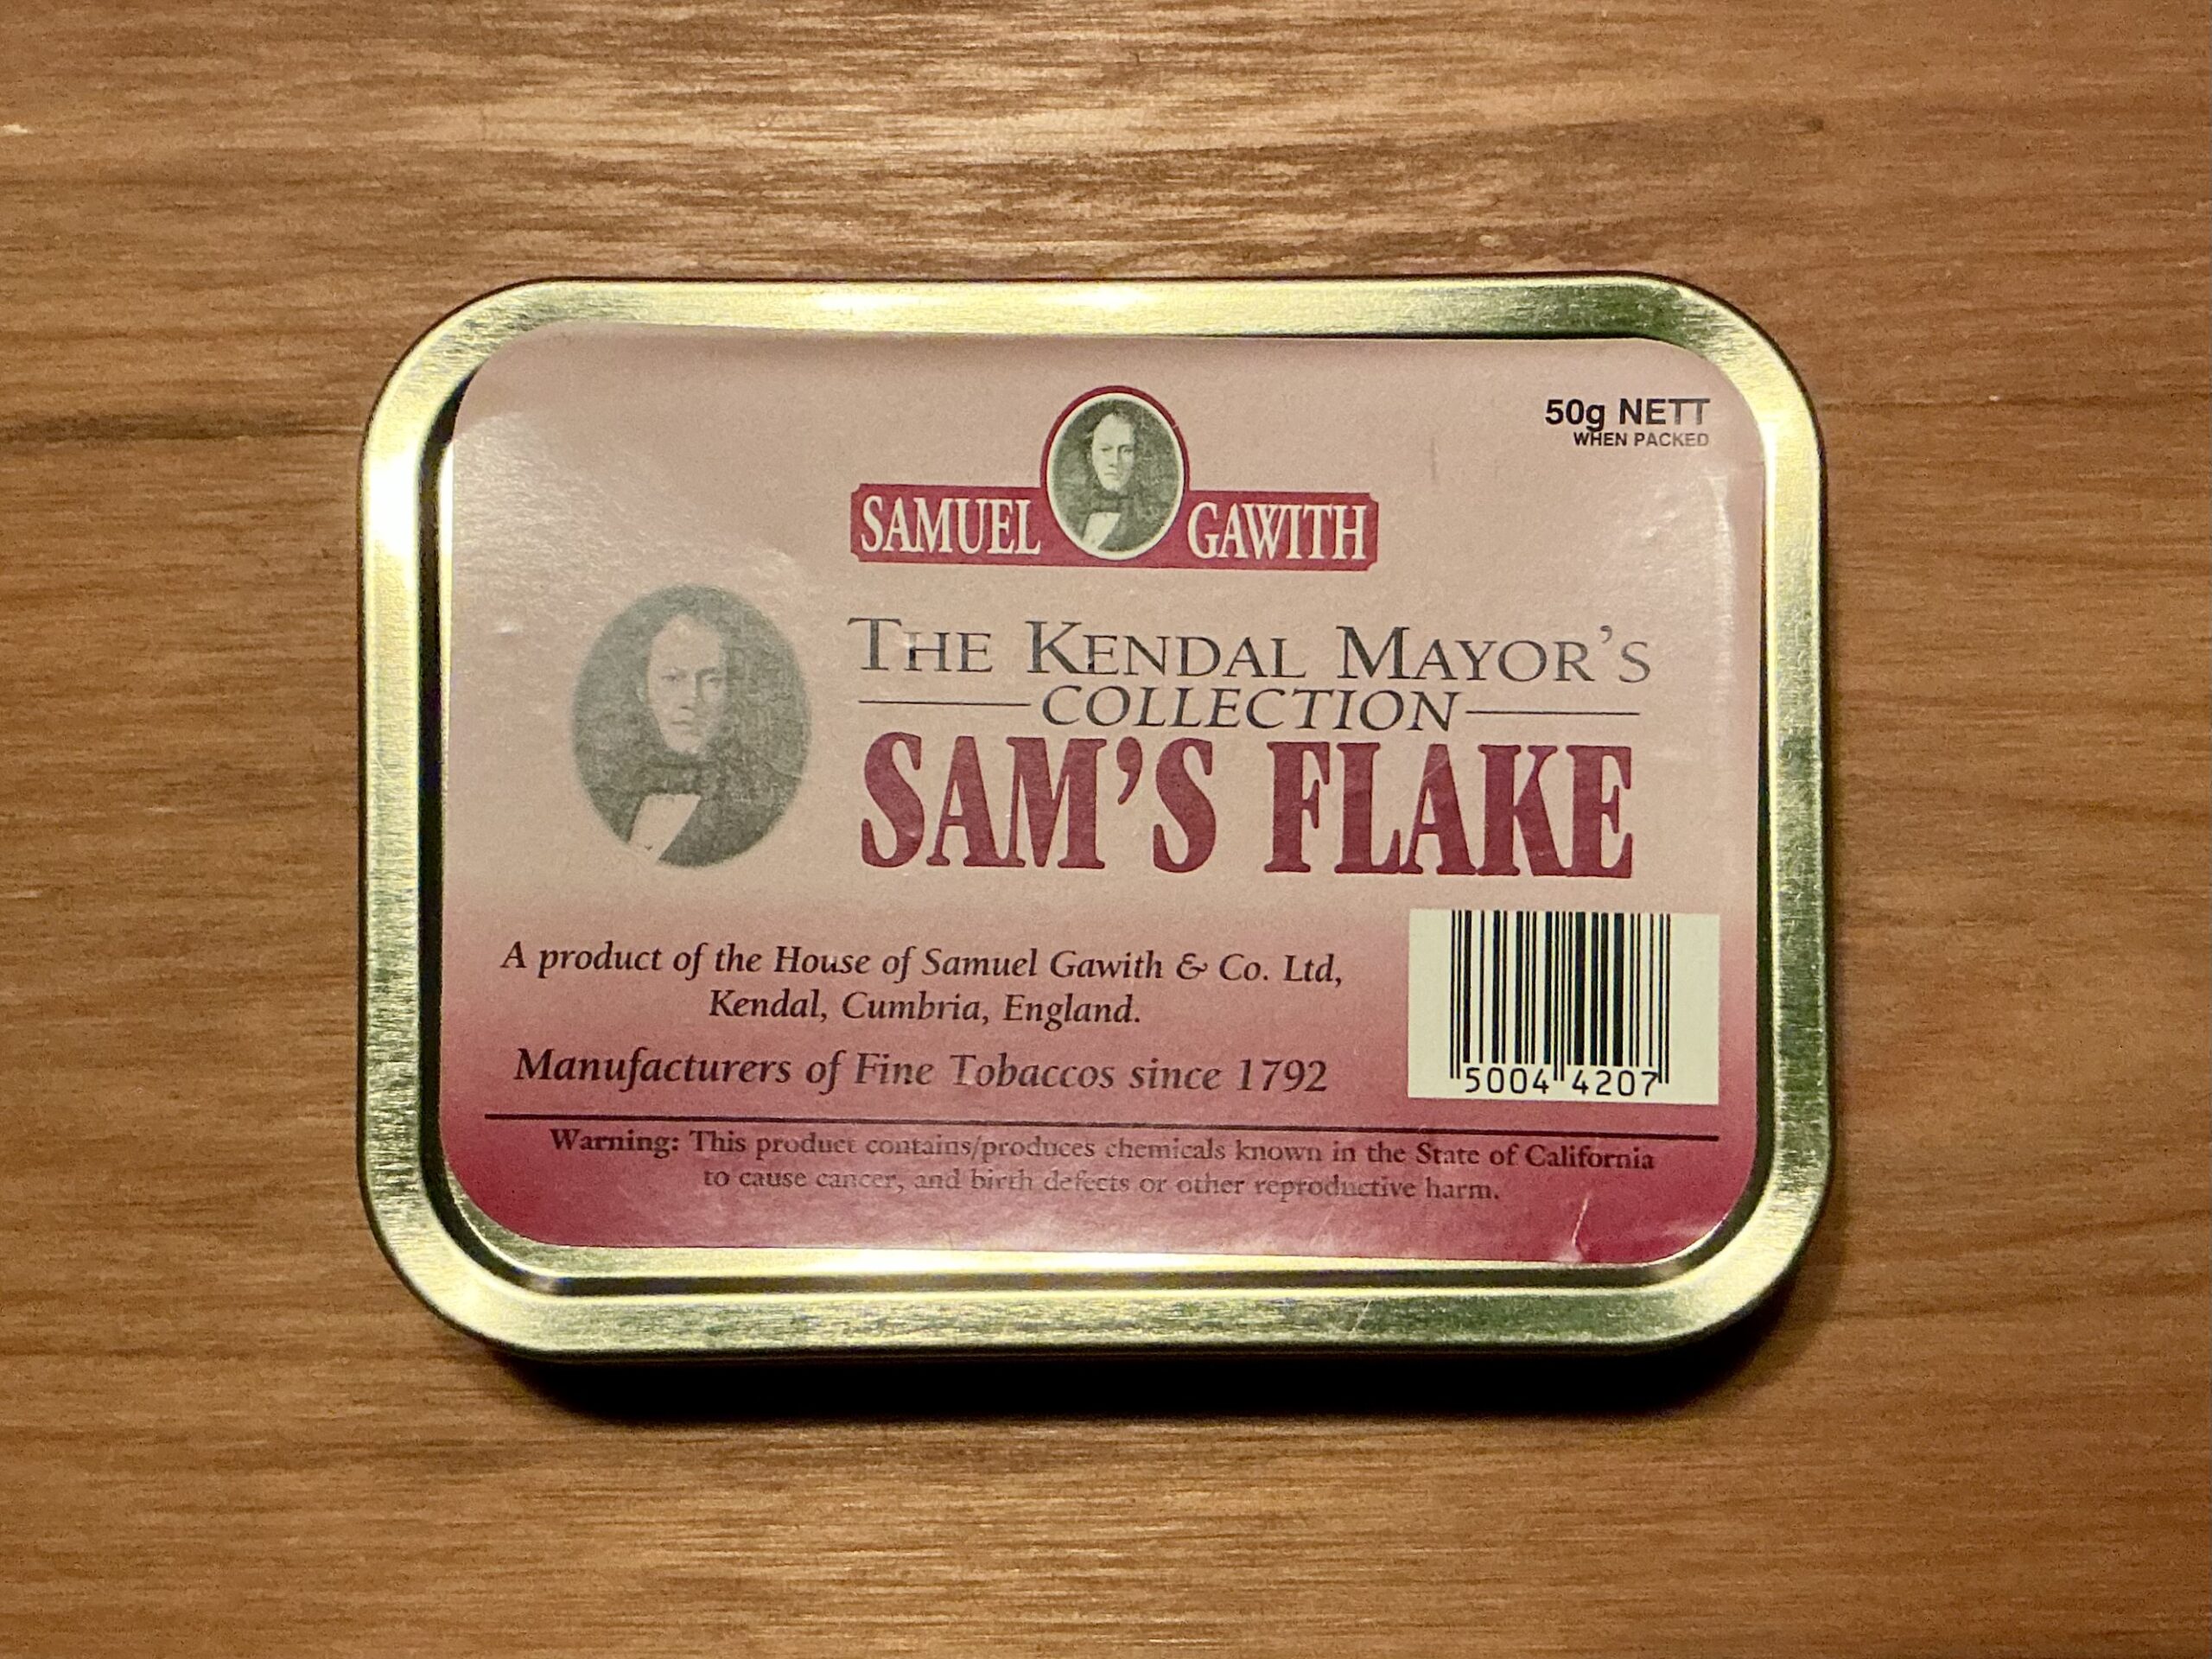 50g NETT
WHEN PACKED
SAMUEL GAWITH
THE KENDAL MAYOR'S
COLLECTION
SAM'S FLAKE
A product of the House of Samuel Gawith & Co. Ltd,
Kendal, Cumbria, England.
Manufacturers of Fine Tobaccos since 1792
5004 4207
Warning: This product contains/produces chemicals known in the State of California
to cause cancer, and birth defects or other reproductive harm.